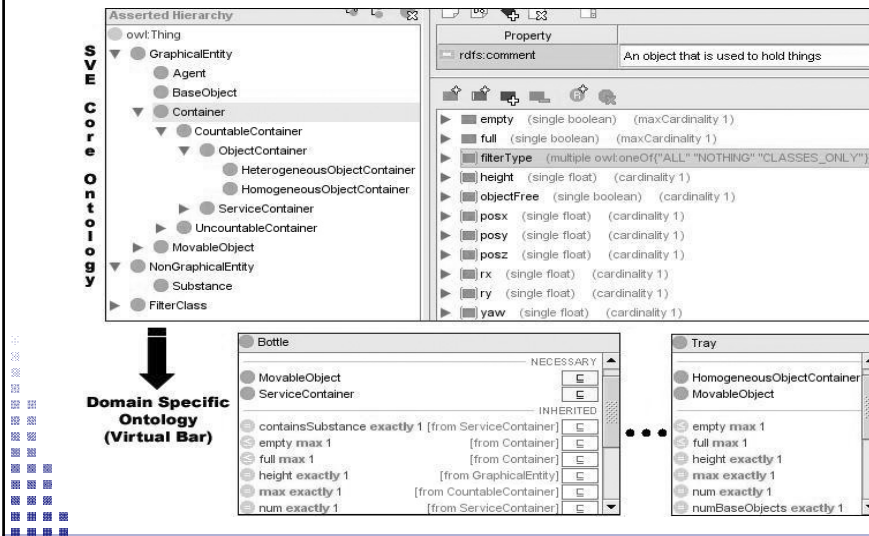 Asserted Hierarchy
owl:Thing
GraphicalEntity
Agent
BaseObject
Container
CountableContainer
ObjectContainer
HeterogeneousObjectContainer
HomogeneousObjectContainer
ServiceContainer
UncountableContainer
MovableObject
NonGraphicalEntity
Substance
FilterClass
SVE Core Ontology
Property
rdfs:comment An object that is used to hold things
empty (single boolean) (maxCardinality 1)
full (single boolean) (maxCardinality 1)
filterType (multiple owl:oneOf{"ALL" "NOTHING" "CLASSES_ONLY"})
height (single float) (cardinality 1)
objectFree (single boolean) (cardinality 1)
posx (single float) (cardinality 1)
posy (single float) (cardinality 1)
posz (single float) (cardinality 1)
rx (single float) (cardinality 1)
ry (single float) (cardinality 1)
yaw (single float) (cardinality 1)
Domain Specific
Ontology
(Virtual Bar)
Bottle
NECESSARY
MovableObject ⊑
ServiceContainer ⊑
INHERITED
containsSubstance exactly 1 [from ServiceContainer] ⊑
empty max 1 [from Container] ⊑
full max 1 [from Container] ⊑
height exactly 1 [from GraphicalEntity] ⊑
max exactly 1 [from CountableContainer] ⊑
num exactly 1 [from ServiceContainer] ⊑
Tray
HomogeneousObjectContainer
MovableObject
empty max 1
full max 1
height exactly 1
max exactly 1
num exactly 1
numBaseObjects exactly 1